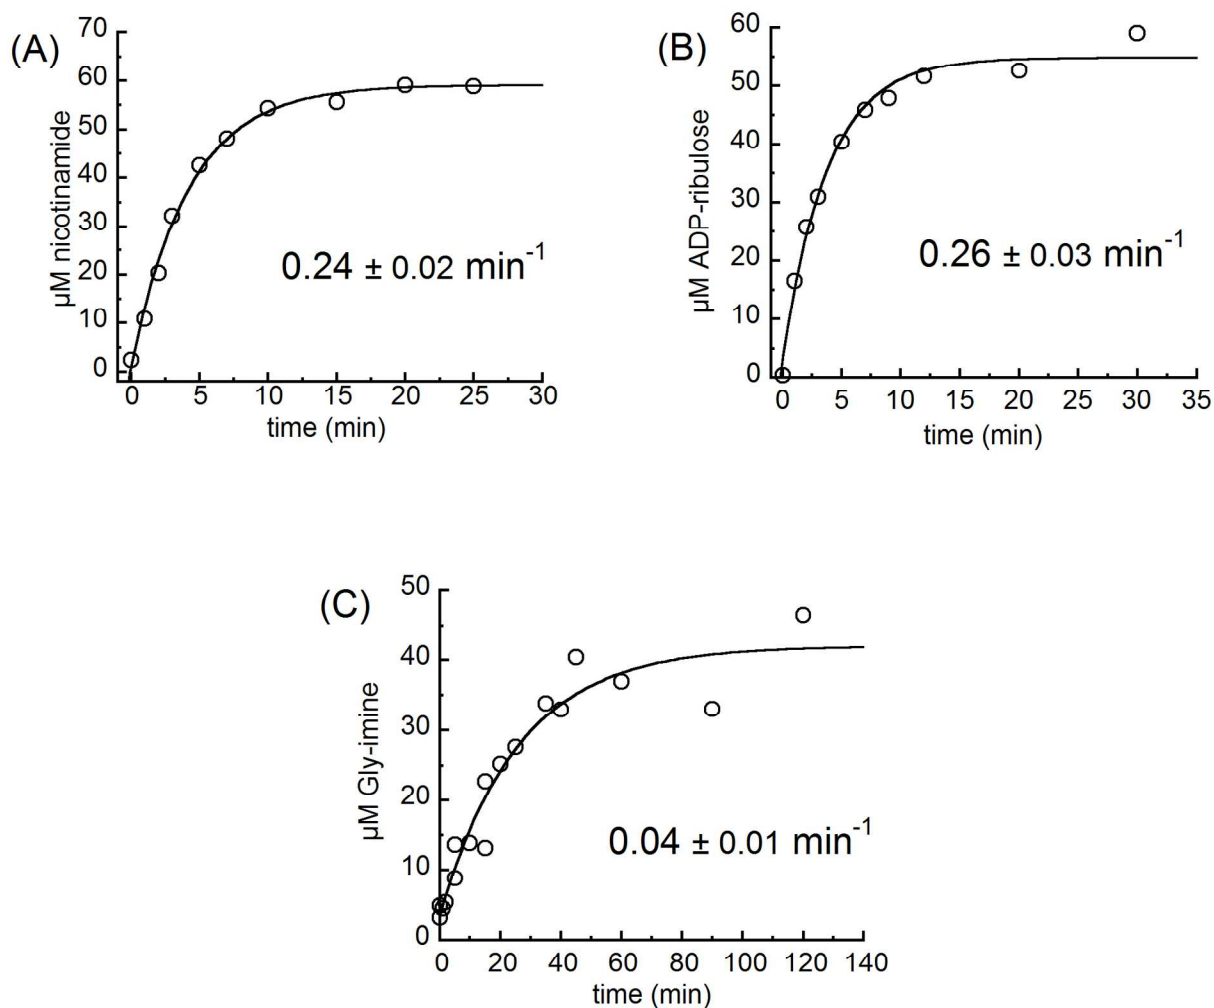 (A)
70
60
50
40
30
20
10
0
µM nicotinamide
0.24 ± 0.02 min-1
0 5 10 15 20 25 30
time (min)
(B)
60
50
40
30
20
10
0
µM ADP-ribulose
0.26 ± 0.03 min-1
0 5 10 15 20 25 30 35
time (min)
(C)
50
40
30
20
10
0
µM Gly-imine
0.04 ± 0.01 min-1
0 20 40 60 80 100 120 140
time (min)